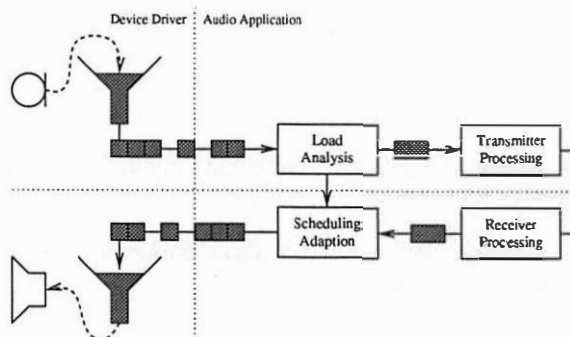 Device Driver Audio Application
Load
Analysis
Transmitter
Processing
Scheduling;
Adaption
Receiver
Processing